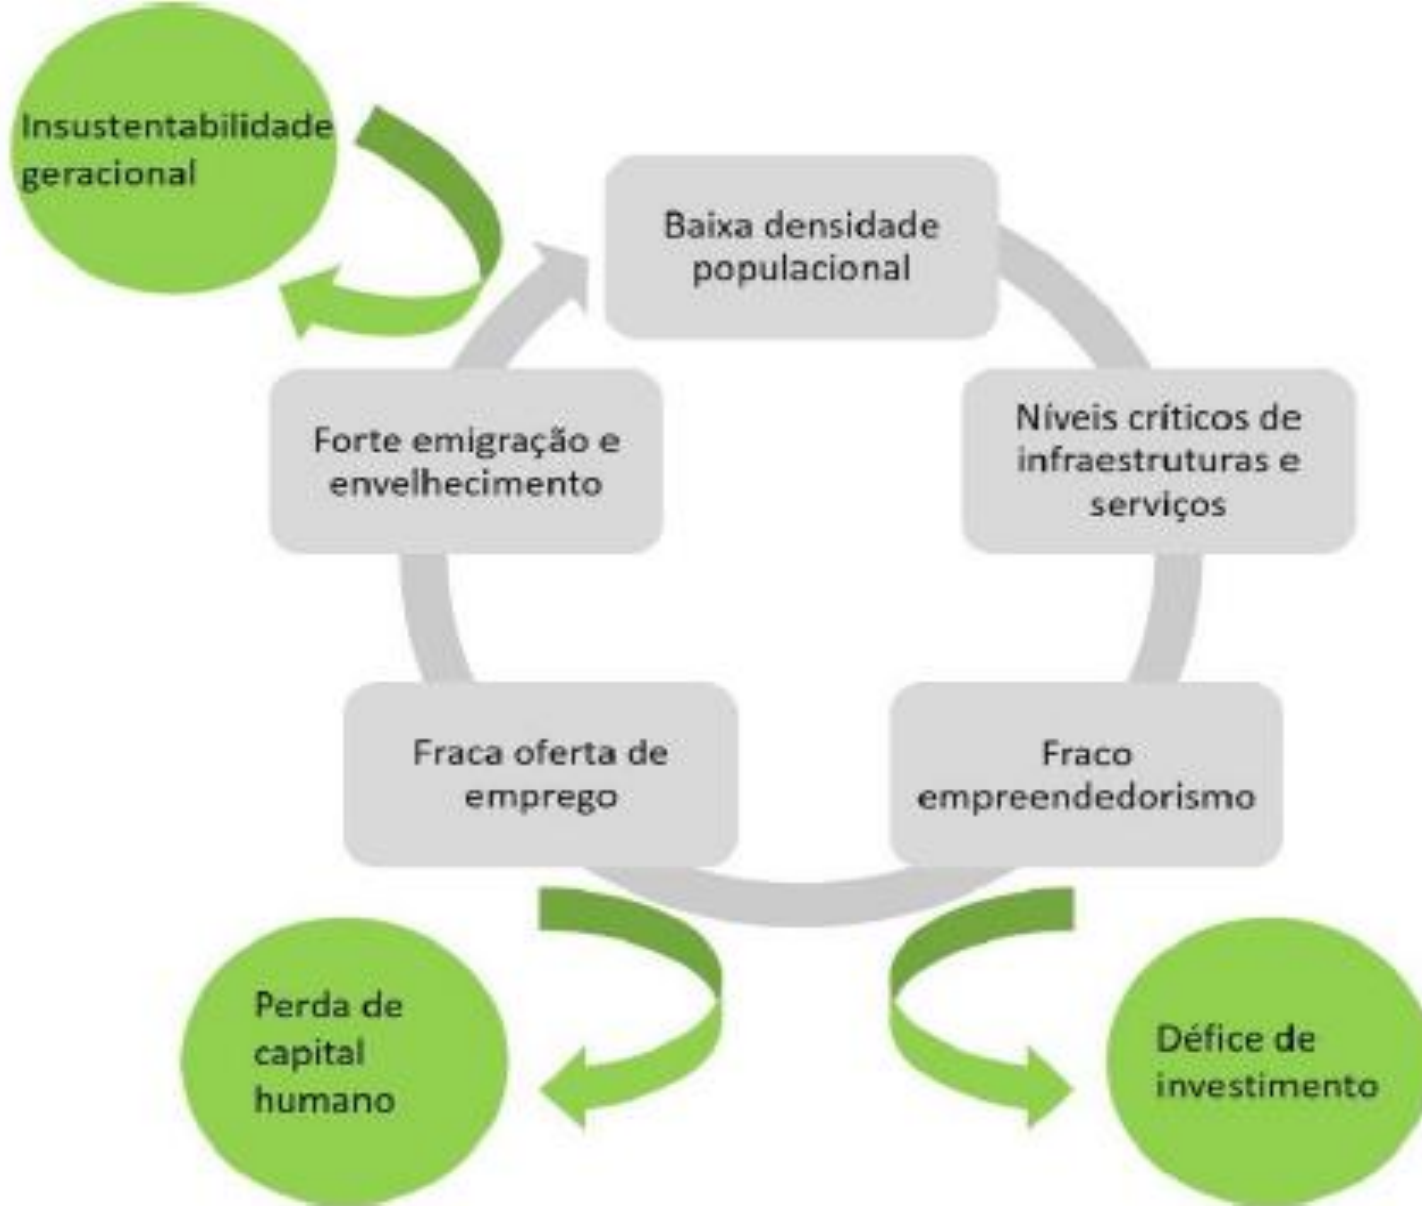 Insustentabilidade
geracional
Baixa densidade
populacional
Níveis críticos de
infraestruturas e
serviços
Forte emigração e
envelhecimento
Fraca oferta de
emprego
Fraco
empreendedorismo
Perda de
capital
humano
Défice de
investimento